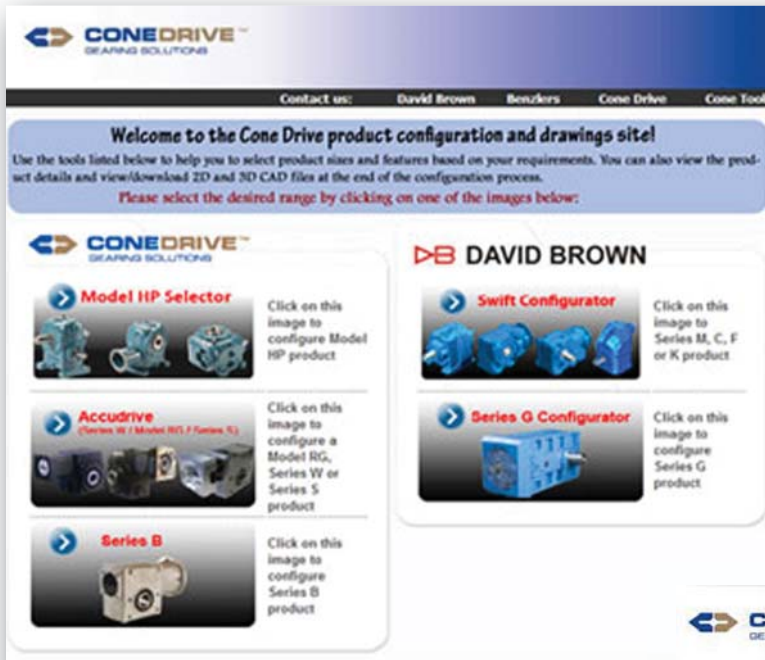 CONEDRIVE™
GEARING SOLUTIONS
Contact us: David Brown Benzlers Cone Drive Cone Tool
Welcome to the Cone Drive product configuration and drawings site!
Use the tools listed below to help you to select product sizes and features based on your requirements. You can also view the prod-
uct details and view/download 2D and 3D CAD files at the end of the configuration process.
Please select the desired range by clicking on one of the images below:
CONEDRIVE™
GEARING SOLUTIONS
Model HP Selector
Click on this
image to
configure Model
HP product
Accudrive
(Series W / Model RG / Series S)
Click on this
image to
configure a
Model RG,
Series W or
Series S
product
Series B
Click on this
image to
configure
Series B
product
DB DAVID BROWN
Swift Configurator
Click on this
image to
Series M, C, F
or K product
Series G Configurator
Click on this
image to
configure
Series G
product